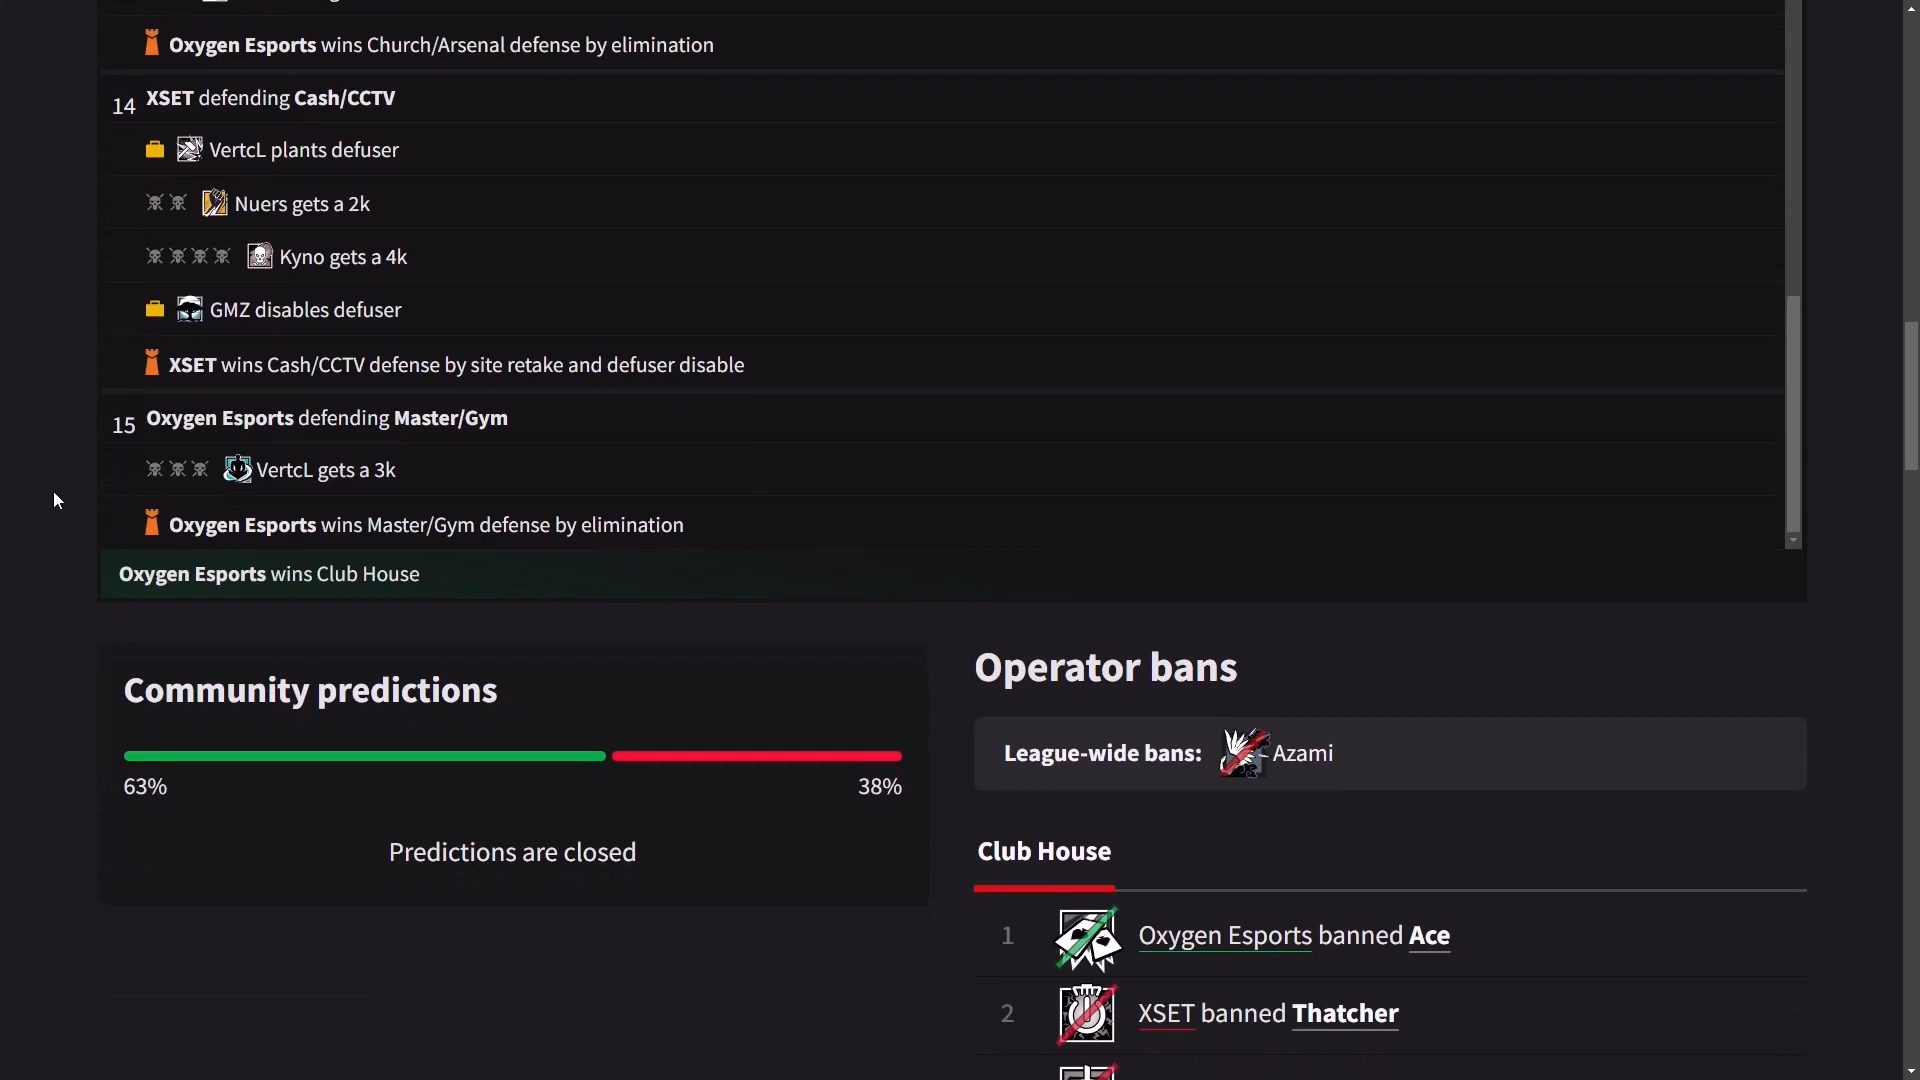 Oxygen Esports wins Church/Arsenal defense by elimination
14 XSET defending Cash/CCTV
VertcL plants defuser
Nuers gets a 2k
Kyno gets a 4k
GMZ disables defuser
XSET wins Cash/CCTV defense by site retake and defuser disable
15 Oxygen Esports defending Master/Gym
VertcL gets a 3k
Oxygen Esports wins Master/Gym defense by elimination
Oxygen Esports wins Club House
Community predictions
63% 38%
Predictions are closed
Operator bans
League-wide bans: Azami
Club House
1 Oxygen Esports banned Ace
2 XSET banned Thatcher